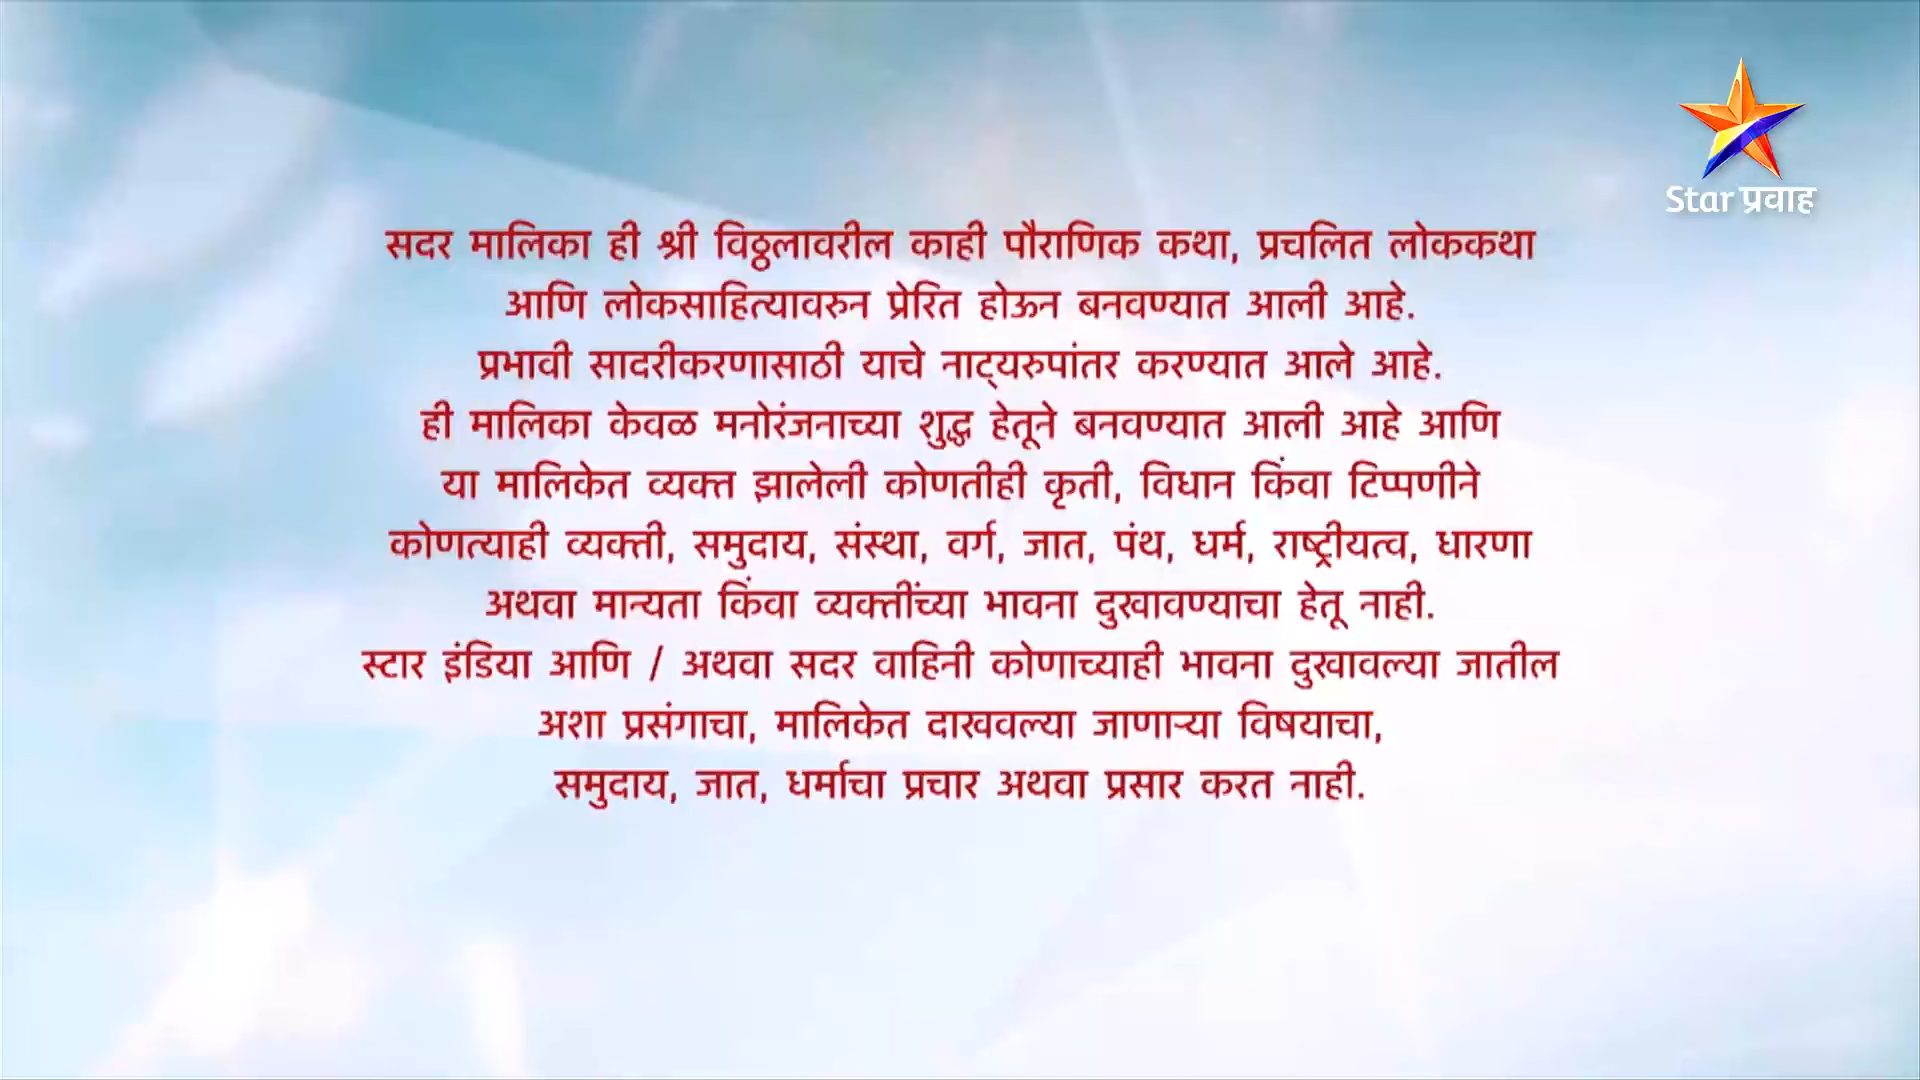 Star प्रवाह
सदर मालिका ही श्री विठ्ठलावरील काही पौराणिक कथा, प्रचलित लोककथा
आणि लोकसाहित्यावरुन प्रेरित होऊन बनवण्यात आली आहे.
प्रभावी सादरीकरणासाठी याचे नाट्यरुपांतर करण्यात आले आहे.
ही मालिका केवळ मनोरंजनाच्या शुद्ध हेतूने बनवण्यात आली आहे आणि
या मालिकेत व्यक्त झालेली कोणतीही कृती, विधान किंवा टिप्पणीने
कोणत्याही व्यक्ती, समुदाय, संस्था, वर्ग, जात, पंथ, धर्म, राष्ट्रीयत्व, धारणा
अथवा मान्यता किंवा व्यक्तींच्या भावना दुखावण्याचा हेतू नाही.
स्टार इंडिया आणि / अथवा सदर वाहिनी कोणाच्याही भावना दुखावल्या जातील
अशा प्रसंगाचा, मालिकेत दाखवल्या जाणाऱ्या विषयाचा,
समुदाय, जात, धर्माचा प्रचार अथवा प्रसार करत नाही.